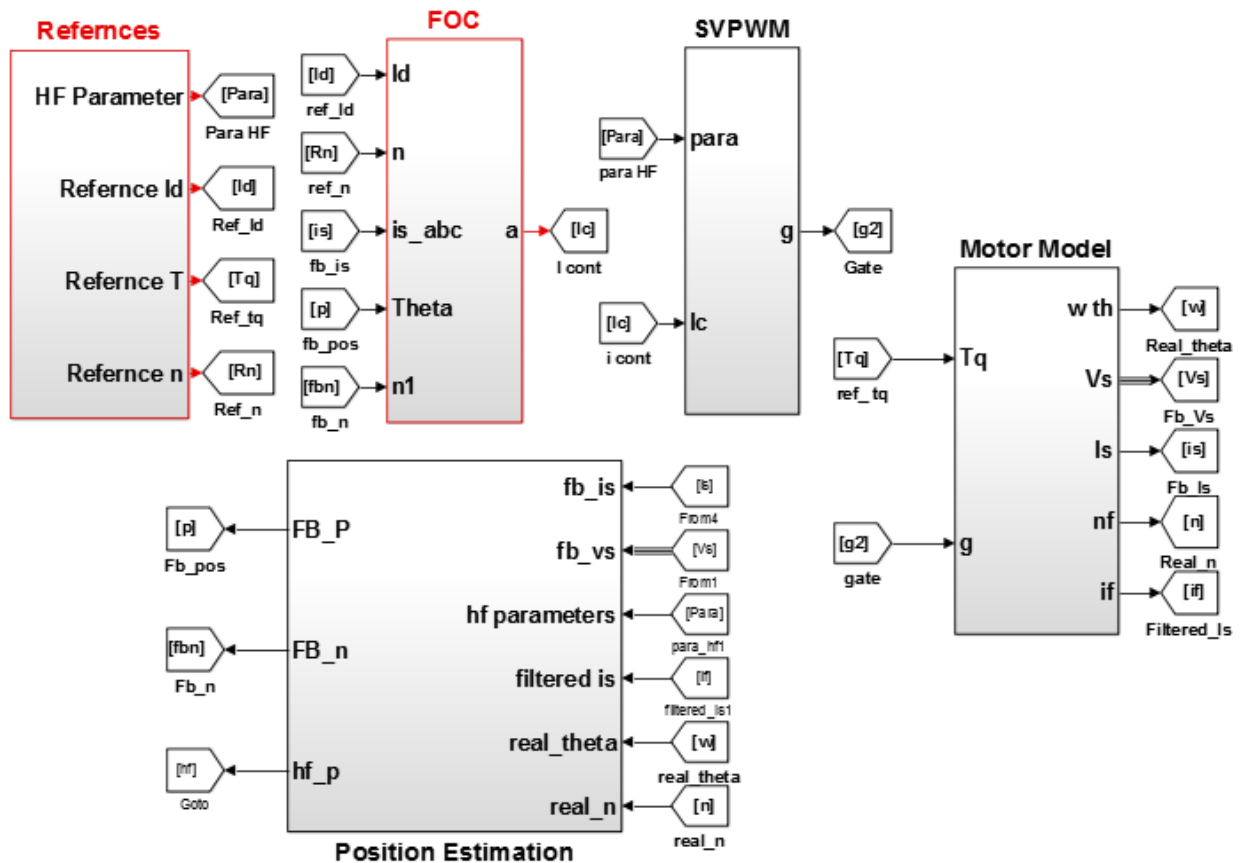 Refernces
HF Parameter
[Para]
Para HF
Refernce Id
[Id]
Ref_Id
Refernce T
[Tq]
Ref_tq
Refernce n
[Rn]
Ref_n
FOC
[Id]
ref_Id
Id
[Rn]
ref_n
n
[is]
fb_is
is_abc
[p]
fb_pos
Theta
[fbn]
fb_n
n1
a
[Ic]
I cont
SVPWM
[Para]
para HF
para
[Ic]
i cont
Ic
g
[g2]
Gate
Motor Model
[Tq]
ref_tq
Tq
[g2]
gate
g
w th
[w]
Real_theta
Vs
[Vs]
Fb_Vs
Is
[is]
Fb_Is
nf
[n]
Real_n
if
[if]
Filtered_Is
[p]
Fb_pos
FB_P
[fbn]
Fb_n
FB_n
[hf]
Goto
hf_p
fb_is
[is]
From4
fb_vs
[Vs]
From1
hf parameters
[Para]
para_hf1
filtered is
[if]
filtered_is1
real_theta
[w]
real_theta
real_n
[n]
real_n
Position Estimation